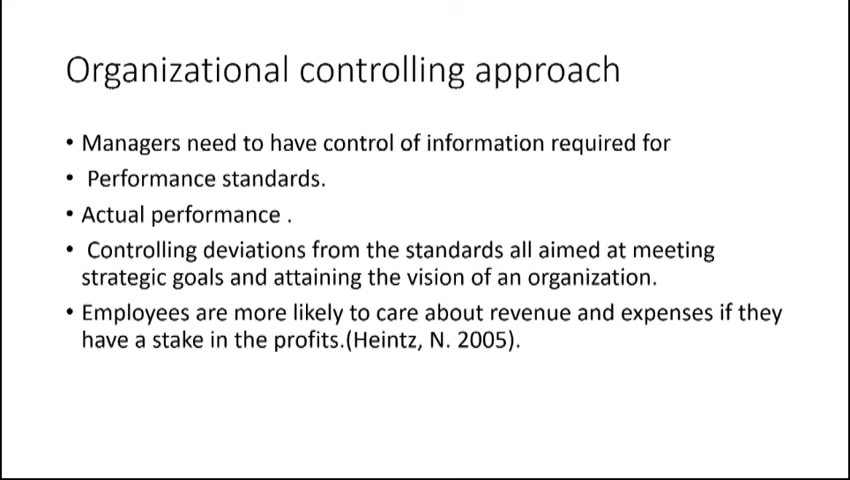 Organizational controlling approach
• Managers need to have control of information required for
• Performance standards.
• Actual performance .
• Controlling deviations from the standards all aimed at meeting
strategic goals and attaining the vision of an organization.
• Employees are more likely to care about revenue and expenses if they
have a stake in the profits.(Heintz, N. 2005).